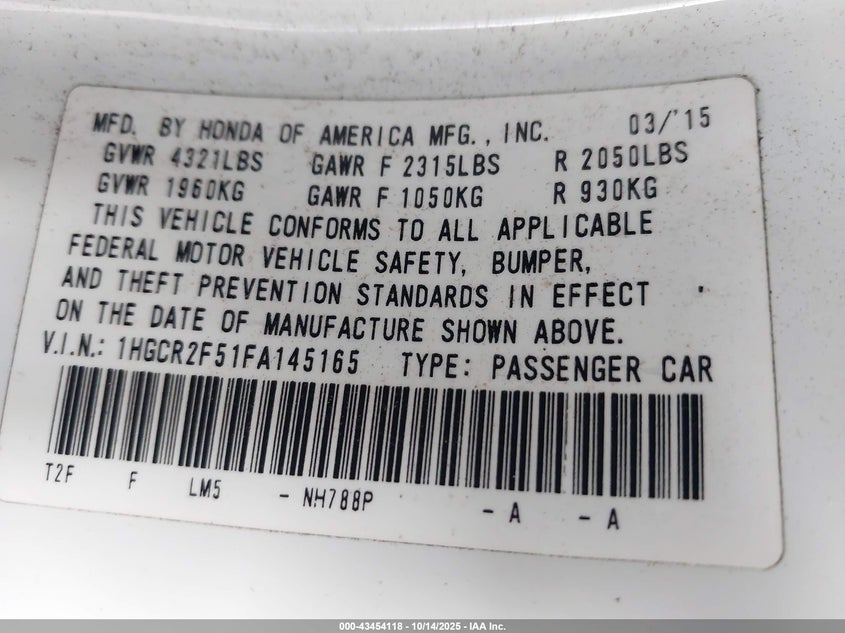 MFD. BY HONDA OF AMERICA MFG., INC. 03/'15
GVWR 4321LBS GAWR F 2315LBS R 2050LBS
GVWR 1960KG GAWR F 1050KG R 930KG
THIS VEHICLE CONFORMS TO ALL APPLICABLE
FEDERAL MOTOR VEHICLE SAFETY, BUMPER,
AND THEFT PREVENTION STANDARDS IN EFFECT
ON THE DATE OF MANUFACTURE SHOWN ABOVE.
V.I.N.: 1HGCR2F51FA145165 TYPE: PASSENGER CAR
T2F F LM5 - NH788P - A - A
000-43454118 - 10/14/2025 - IAA Inc.